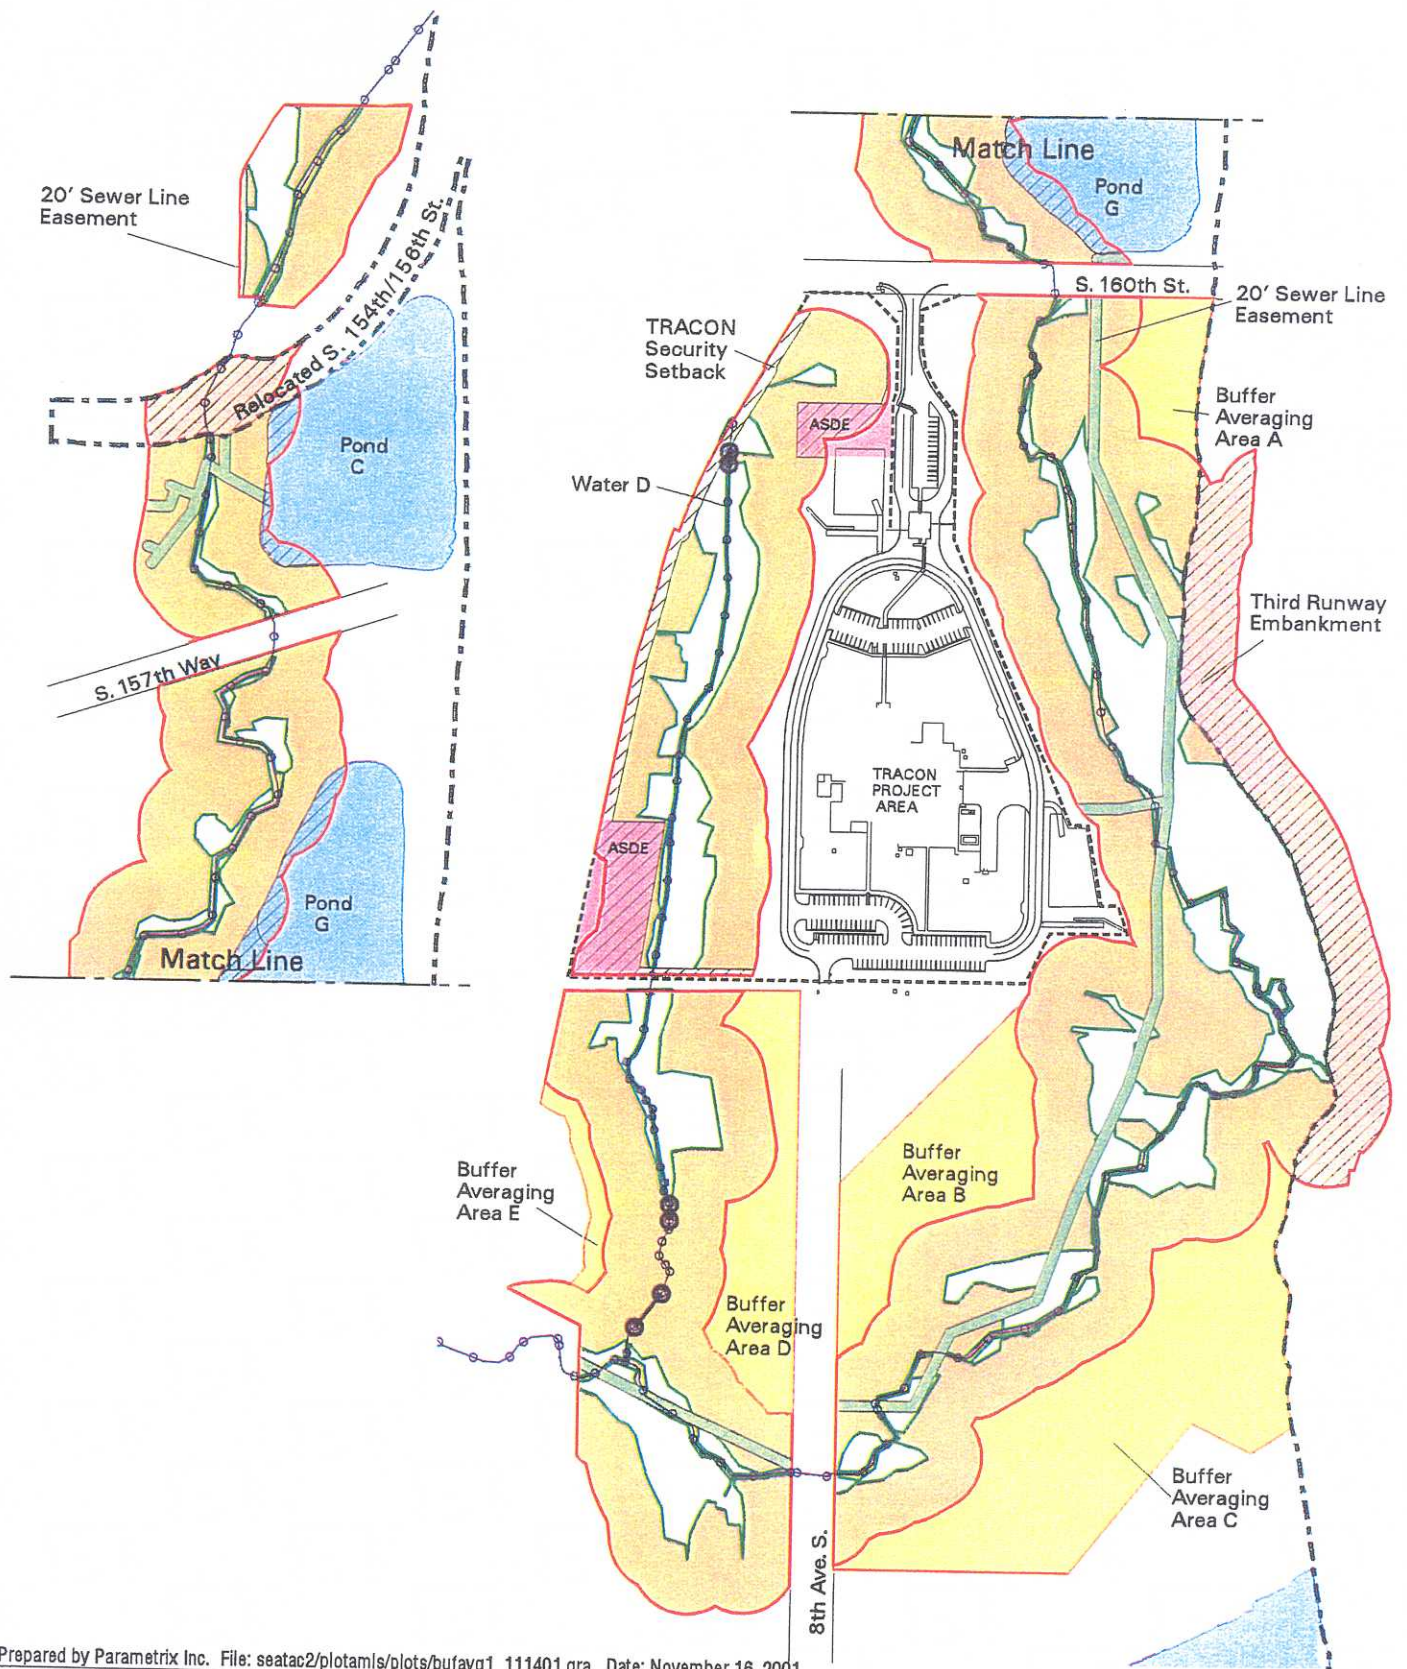 20' Sewer Line
Easement
Relocated S. 154th/156th St.
Pond
C
S. 157th Way
Pond
G
Match Line
Match Line
Pond
G
S. 160th St.
20' Sewer Line
Easement
TRACON
Security
Setback
ASDE
Buffer
Averaging
Area A
Water D
Third Runway
Embankment
TRACON
PROJECT
AREA
ASDE
Buffer
Averaging
Area B
Buffer
Averaging
Area E
Buffer
Averaging
Area D
Buffer
Averaging
Area C
8th Ave. S.
Prepared by Parametrix Inc. File: seatac2/plotamls/plots/bufavg1_111401.gra Date: November 16, 2001